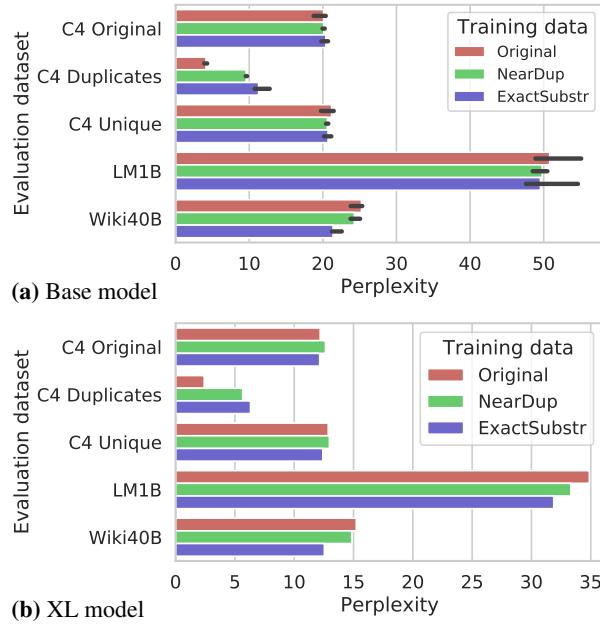 Evaluation dataset
C4 Original
C4 Duplicates
C4 Unique
LM1B
Wiki40B
Training data
Original
NearDup
ExactSubstr
0 10 20 30 40 50
Perplexity
(a) Base model
Evaluation dataset
C4 Original
C4 Duplicates
C4 Unique
LM1B
Wiki40B
Training data
Original
NearDup
ExactSubstr
0 5 10 15 20 25 30 35
Perplexity
(b) XL model